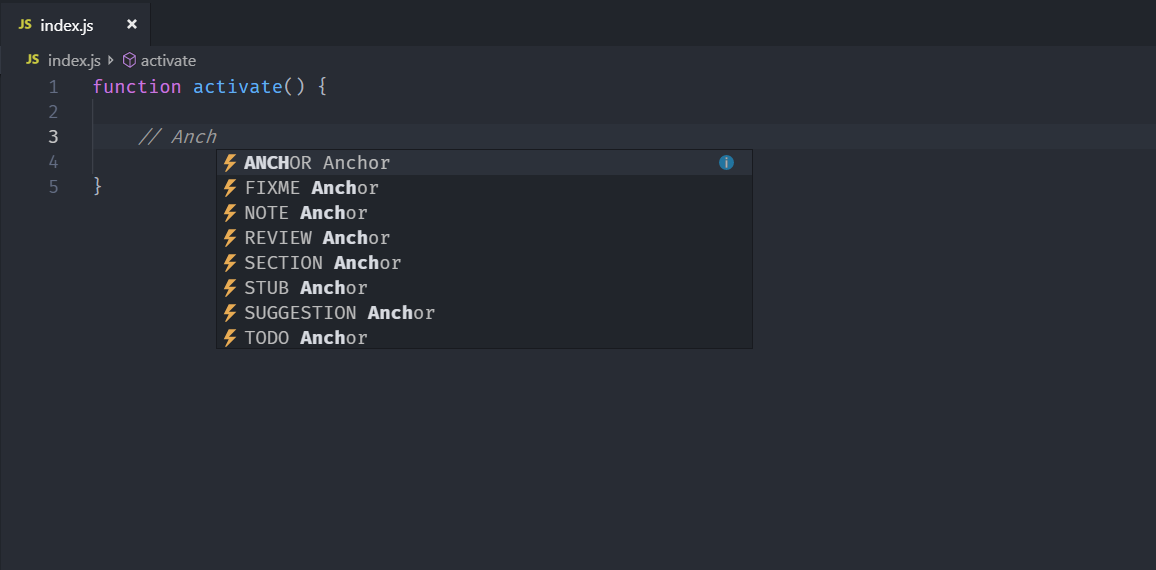 JS index.js ×
JS index.js activate
1 function activate() {
2
3 // Anch
4
5 }
ANCHOR Anchor
FIXME Anchor
NOTE Anchor
REVIEW Anchor
SECTION Anchor
STUB Anchor
SUGGESTION Anchor
TODO Anchor